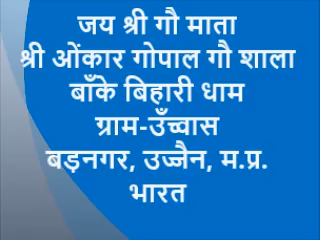 जय श्री गौ माता
श्री ओंकार गोपाल गौ शाला
बाँके बिहारी धाम
ग्राम-उँच्वास
बड़नगर, उज्जैन, म.प्र.
भारत